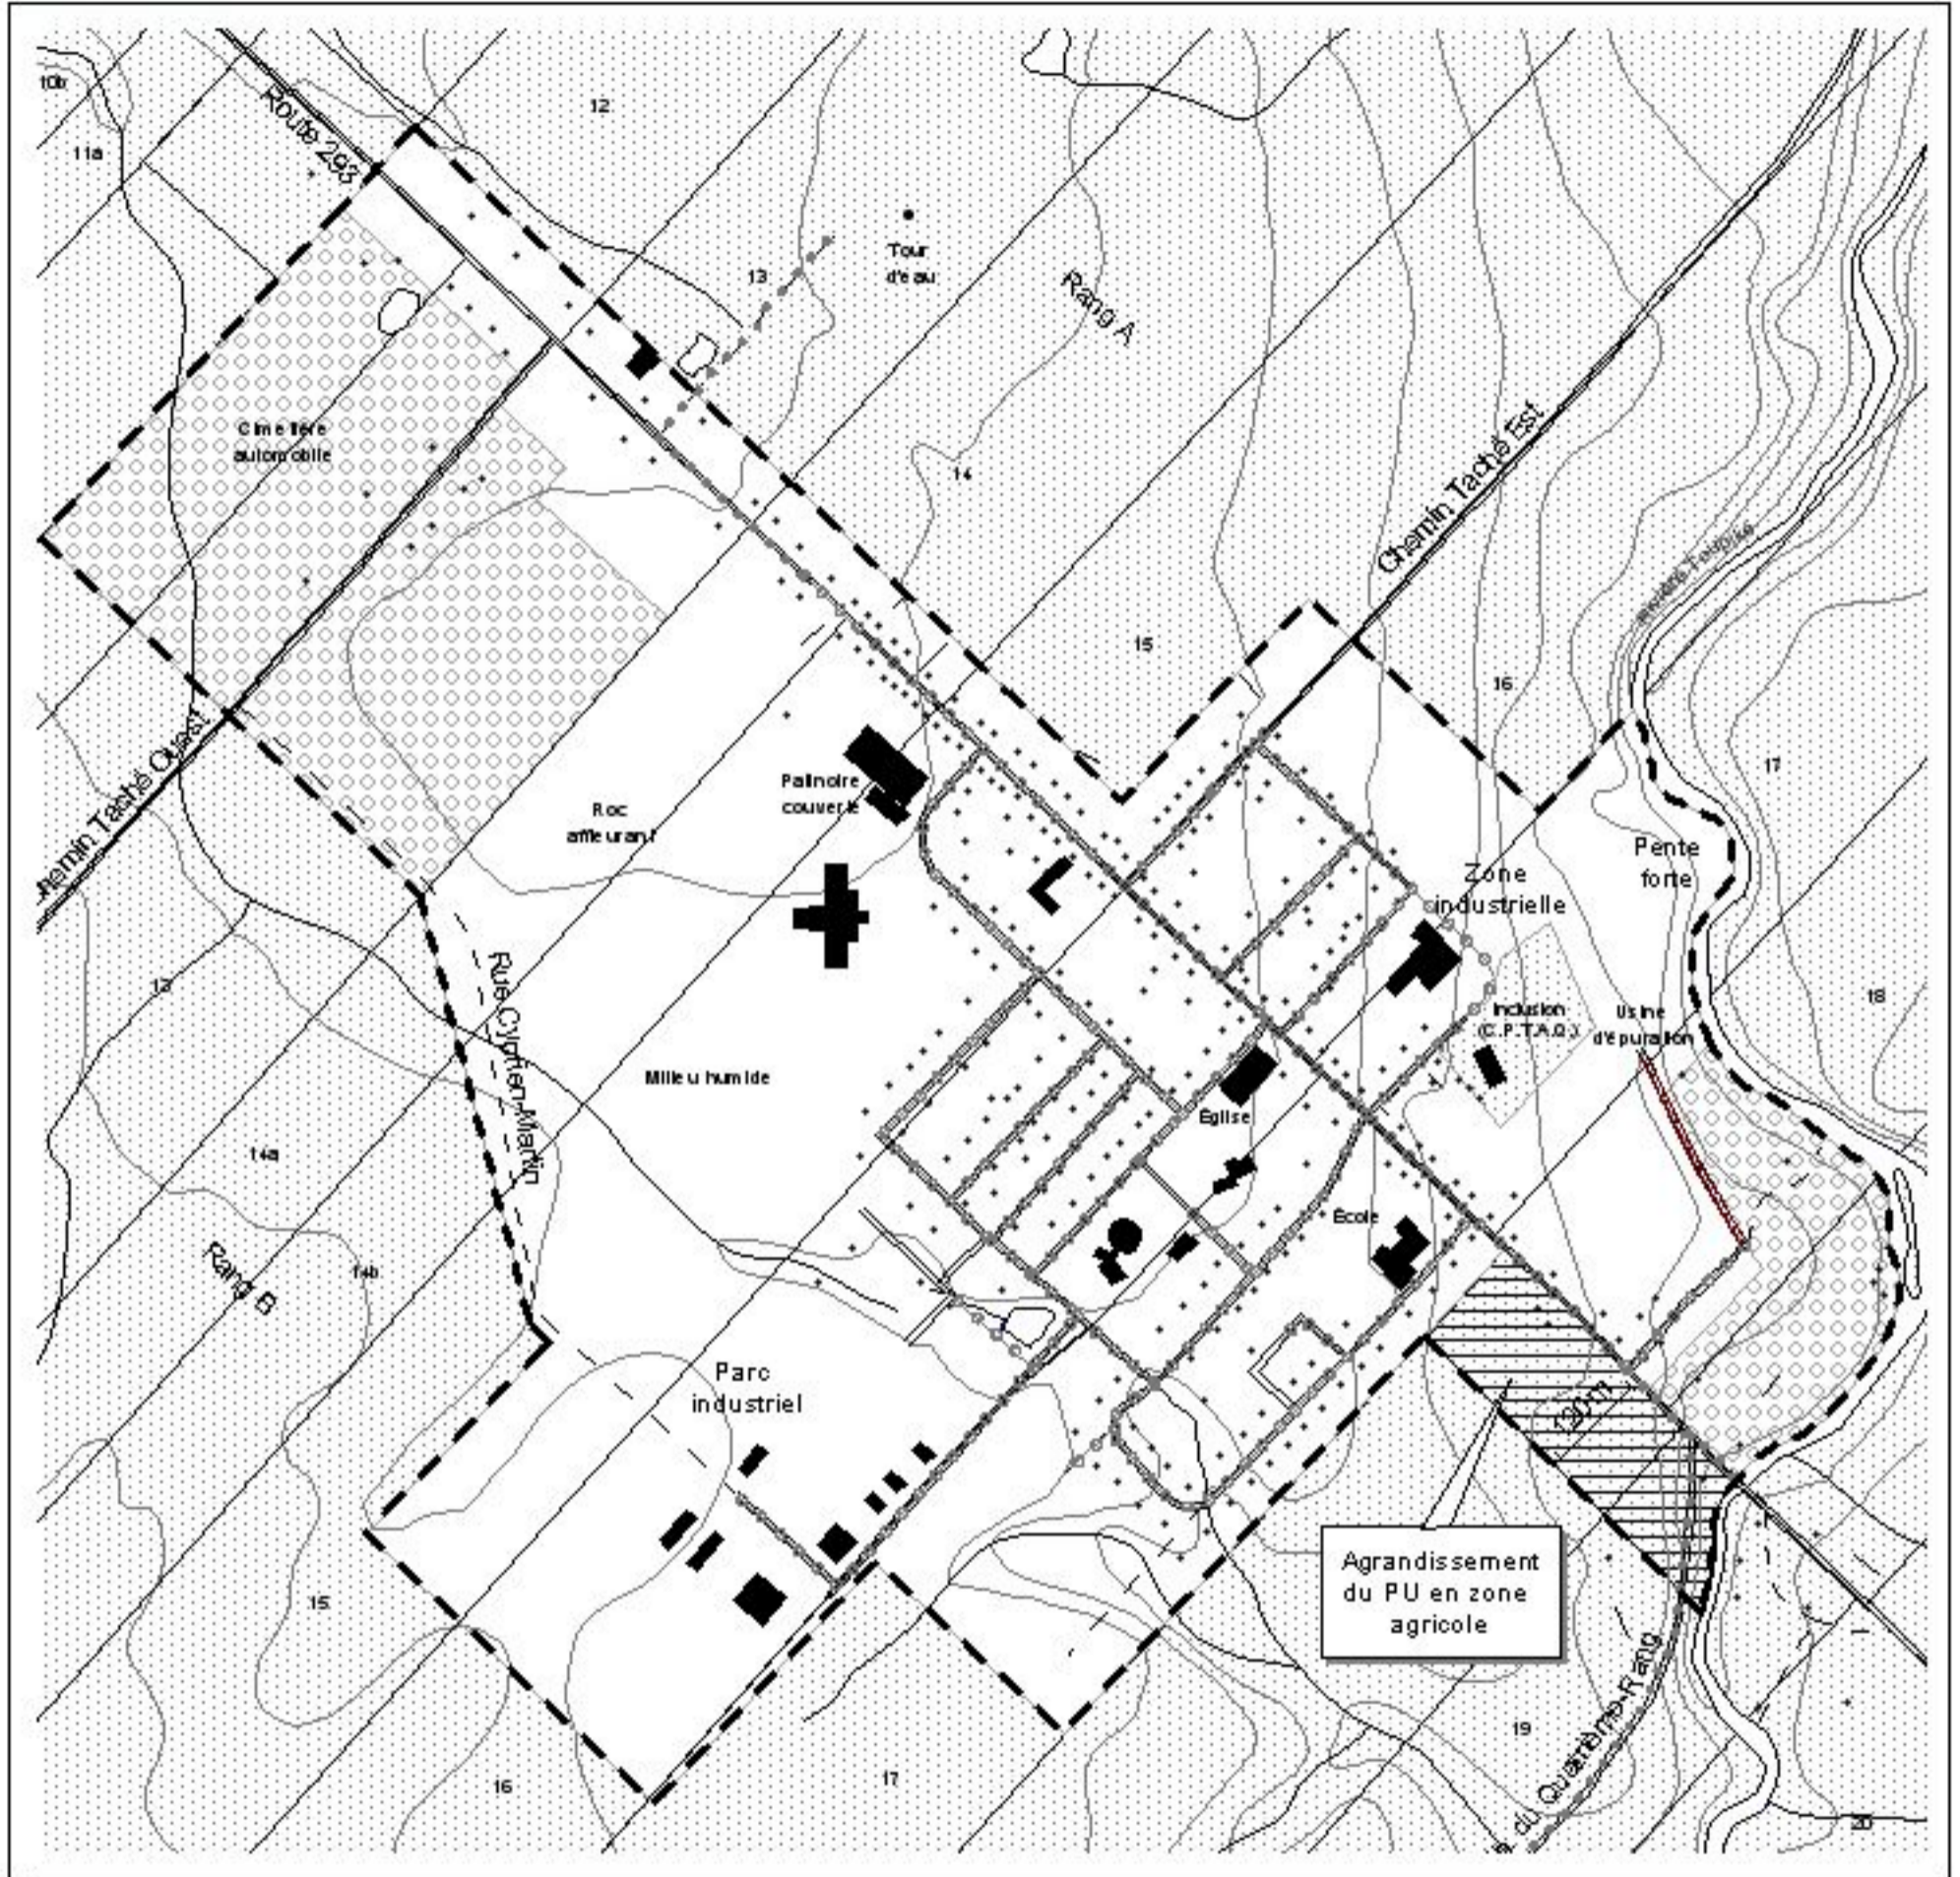 10b
11a
Route 293
12
13
Tour
d'eau
Rang A
14
Chemin Taché Est
Cimetière
automobile
15
16
17
Chemin Taché Ouest
Patinoire
couverte
Roc
affleurant
Zone
industrielle
Pente
forte
Inclusion
(C.P.T.A.Q.)
Usine
d'épuration
18
13
Rue Cyprien-Martin
Milieu humide
Église
14a
École
Rang B
14b
Parc
industriel
120 m
Agrandissement
du PU en zone
agricole
15
16
17
19
du Quatrième-Rang
20